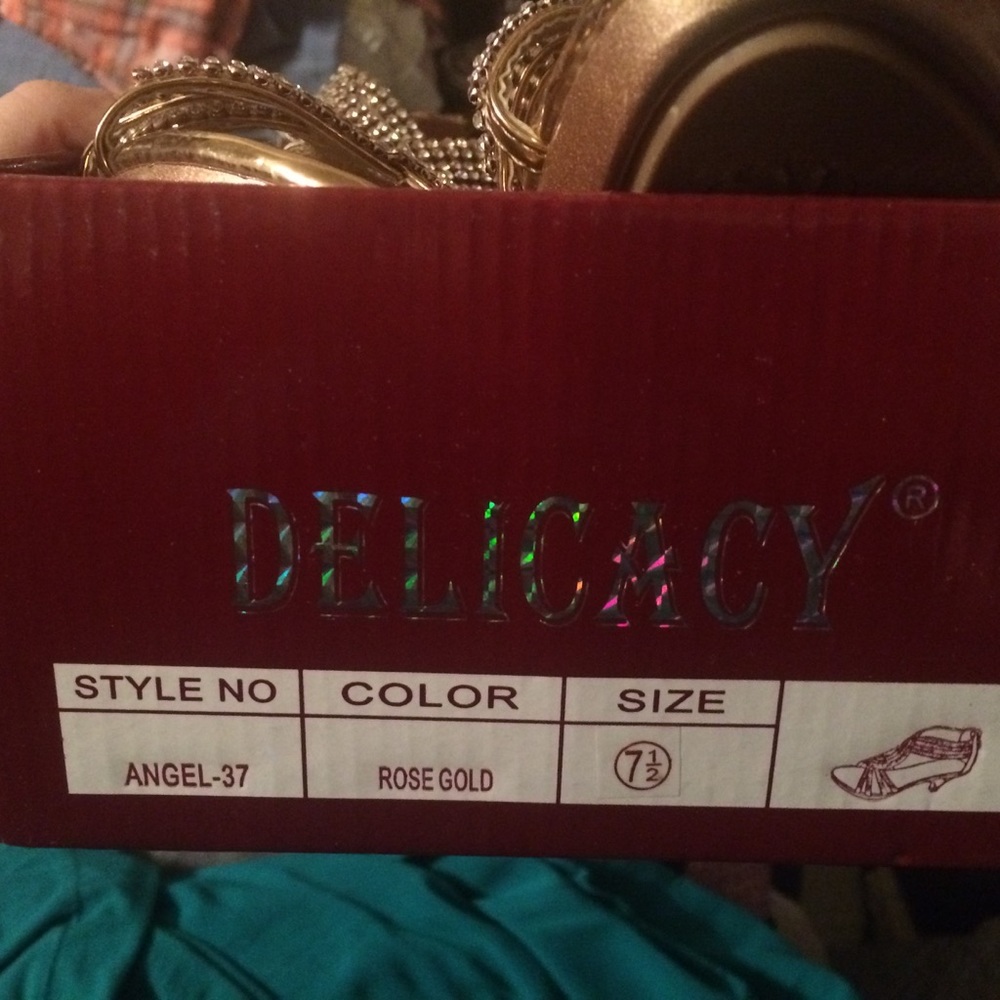 DELICACY®
STYLE NO COLOR SIZE
ANGEL-37 ROSE GOLD 7½